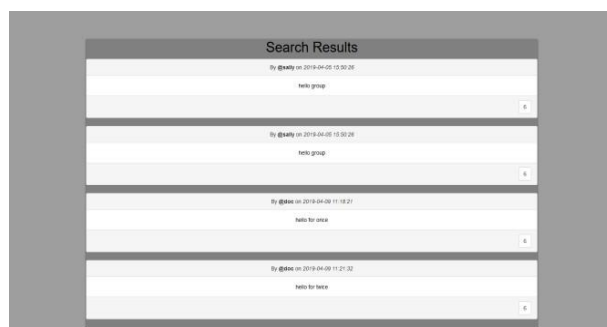 Search Results
By @sally on 2019-04-05 15:50:26
hello group
6
By @sally on 2019-04-05 15:50:26
hello group
6
By @doc on 2019-04-09 11:18:21
hello for once
6
By @doc on 2019-04-09 11:21:32
hello for twice
6